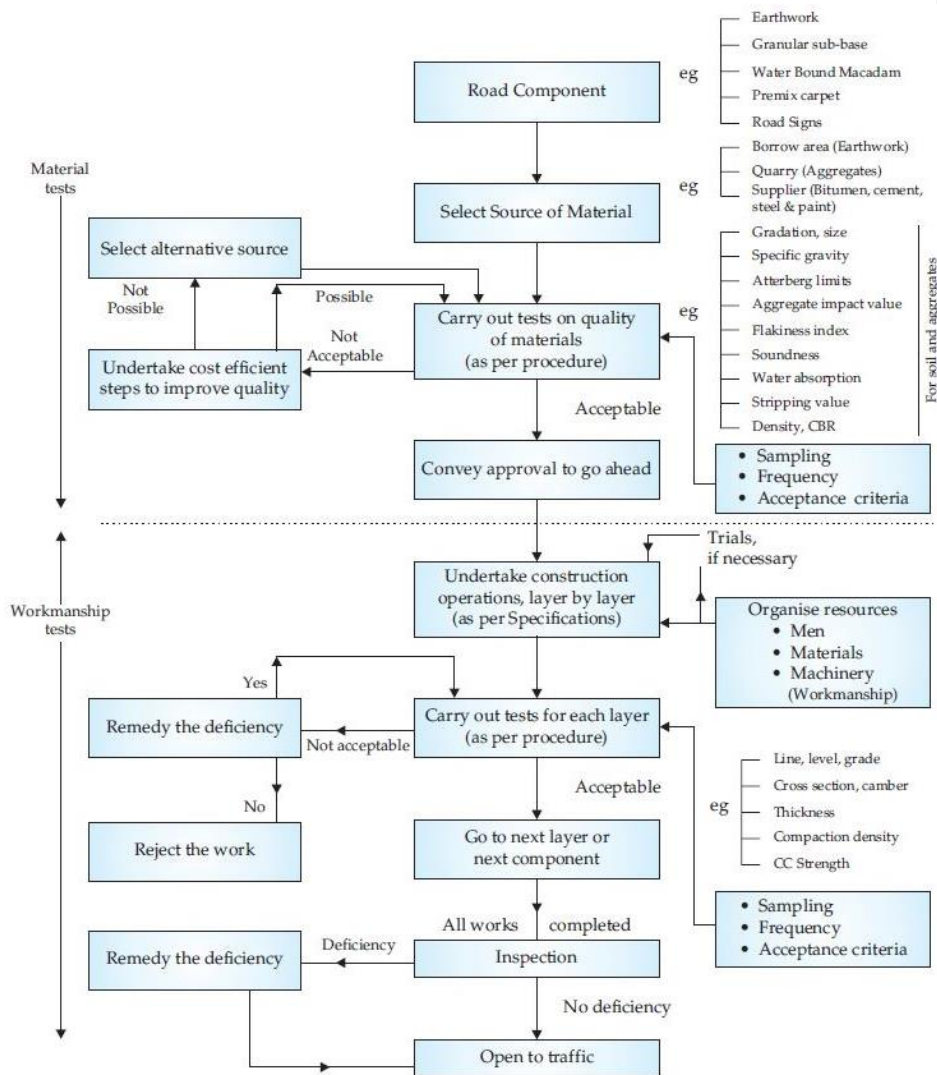 Earthwork
Granular sub-base
Road Component
eg
Water Bound Macadam
Premix carpet
Road Signs
Material
tests
Borrow area (Earthwork)
Quarry (Aggregates)
eg
Supplier (Bitumen, cement,
steel & paint)
Select Source of Material
Select alternative source
Gradation, size
Specific gravity
Atterberg limits
Aggregate impact value
Flakiness index
Soundness
Water absorption
Stripping value
Density, CBR
eg
For soil and aggregates
Not
Possible
Possible
Carry out tests on quality
of materials
(as per procedure)
Not
Acceptable
Undertake cost efficient
steps to improve quality
Acceptable
Convey approval to go ahead
• Sampling
• Frequency
• Acceptance criteria
Trials,
if necessary
Workmanship
tests
Undertake construction
operations, layer by layer
(as per Specifications)
Organise resources
• Men
• Materials
• Machinery
(Workmanship)
Yes
Remedy the deficiency
Not acceptable
Carry out tests for each layer
(as per procedure)
No
Reject the work
Acceptable
Line, level, grade
Cross section, camber
eg
Thickness
Compaction density
CC Strength
Go to next layer or
next component
• Sampling
• Frequency
• Acceptance criteria
All works completed
Remedy the deficiency
Deficiency
Inspection
No deficiency
Open to traffic